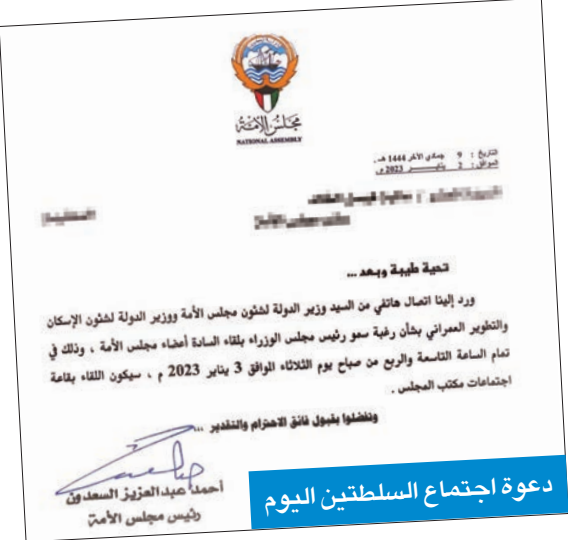 مجلس الأمة
NATIONAL ASSEMBLY
التاريخ : 9 جمادى الآخر 1444 هـ .
الموافق : 2 ينايـــر 2023 م.
تحية طيبة وبعد ...
ورد إلينا اتصال هاتفي من السيد وزير الدولة لشئون مجلس الأمة ووزير الدولة لشئون الإسكان
والتطوير العمراني بشأن رغبة سمو رئيس مجلس الوزراء بلقاء السادة أعضاء مجلس الأمة ، وذلك في
تمام الساعة التاسعة والربع من صباح يوم الثلاثاء الموافق 3 يناير 2023 م ، سيكون اللقاء بقاعة
اجتماعات مكتب المجلس .
وتفضلوا بقبول فائق الاحترام والتقدير ...
أحمد عبدالعزيز السعدون
رئيس مجلس الأمة
دعوة اجتماع السلطتين اليوم